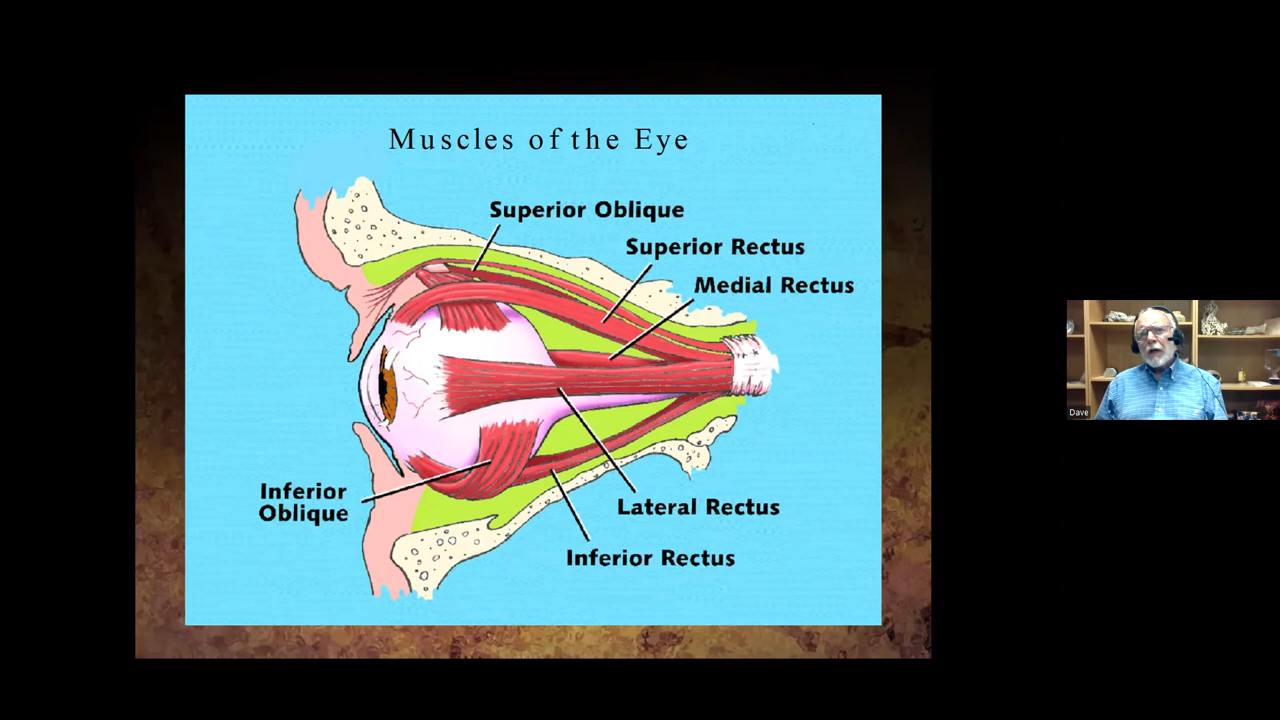 Muscles of the Eye
Superior Oblique
Superior Rectus
Medial Rectus
Inferior
Oblique
Lateral Rectus
Inferior Rectus
Dave